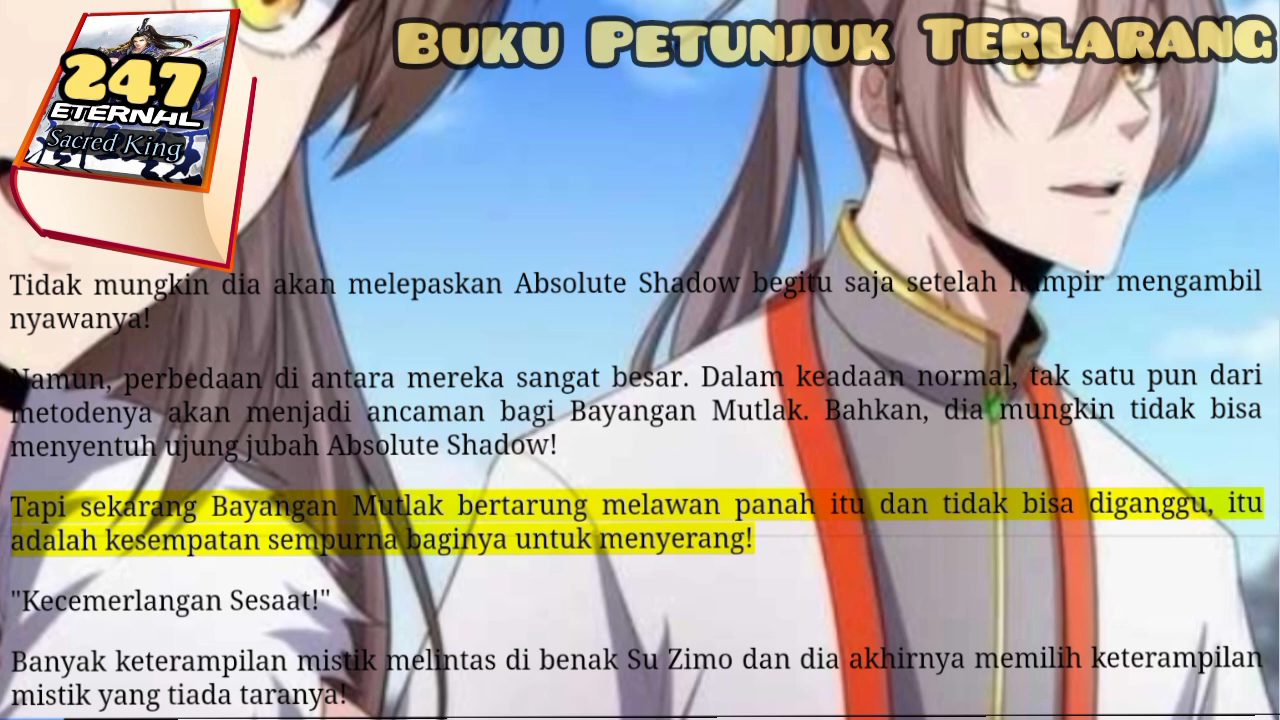 Buku Petunjuk Terlarang
247
ETERNAL
Sacred King
Tidak mungkin dia akan melepaskan Absolute Shadow begitu saja setelah hampir mengambil
nyawanya!
Namun, perbedaan di antara mereka sangat besar. Dalam keadaan normal, tak satu pun dari
metodenya akan menjadi ancaman bagi Bayangan Mutlak. Bahkan, dia mungkin tidak bisa
menyentuh ujung jubah Absolute Shadow!
Tapi sekarang Bayangan Mutlak bertarung melawan panah itu dan tidak bisa diganggu, itu
adalah kesempatan sempurna baginya untuk menyerang!
"Kecemerlangan Sesaat!"
Banyak keterampilan mistik melintas di benak Su Zimo dan dia akhirnya memilih keterampilan
mistik yang tiada taranya!